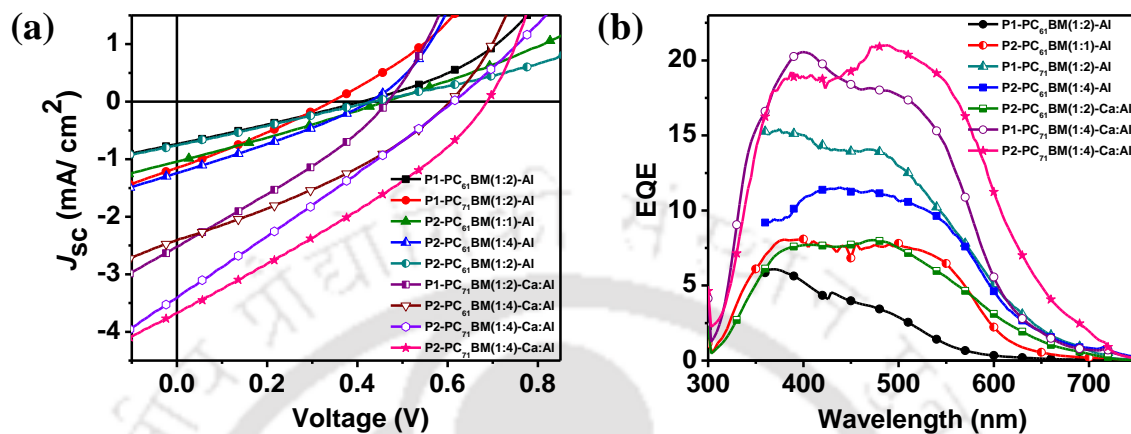 (a)
1
0
-1
-2
-3
-4
0.0 0.2 0.4 0.6 0.8
Voltage (V)
Jsc (mA/ cm²)
P1-PC₆₁BM(1:2)-Al
P1-PC₇₁BM(1:2)-Al
P2-PC₆₁BM(1:1)-Al
P2-PC₆₁BM(1:4)-Al
P2-PC₆₁BM(1:2)-Al
P1-PC₇₁BM(1:2)-Ca:Al
P2-PC₆₁BM(1:4)-Ca:Al
P2-PC₇₁BM(1:4)-Ca:Al
P2-PC₇₁BM(1:4)-Ca:Al
(b)
20
15
10
5
0
300 400 500 600 700
Wavelength (nm)
EQE
P1-PC₆₁BM(1:2)-Al
P2-PC₆₁BM(1:1)-Al
P1-PC₇₁BM(1:2)-Al
P2-PC₆₁BM(1:4)-Al
P2-PC₆₁BM(1:2)-Ca:Al
P1-PC₇₁BM(1:4)-Ca:Al
P2-PC₇₁BM(1:4)-Ca:Al